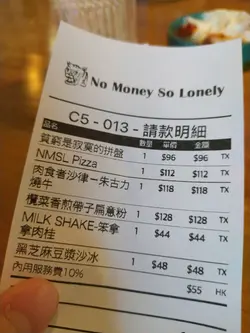 No Money So Lonely
C5 - 013 - 請款明細
品名 數量 單價 金額
貧窮是寂寞的拼盤 1 $96 $96 TX
NMSL Pizza 1 $112 $112 TX
肉食者沙律－朱古力 1 $118 $118 TX
燒牛
欖菜香煎帶子扁意粉 1 $128 $128 TX
MILK SHAKE-笨拿 1 $44 $44 TX
拿肉桂
黑芝麻豆漿沙冰 1 $48 $48 TX
內用服務費10% $55 HK